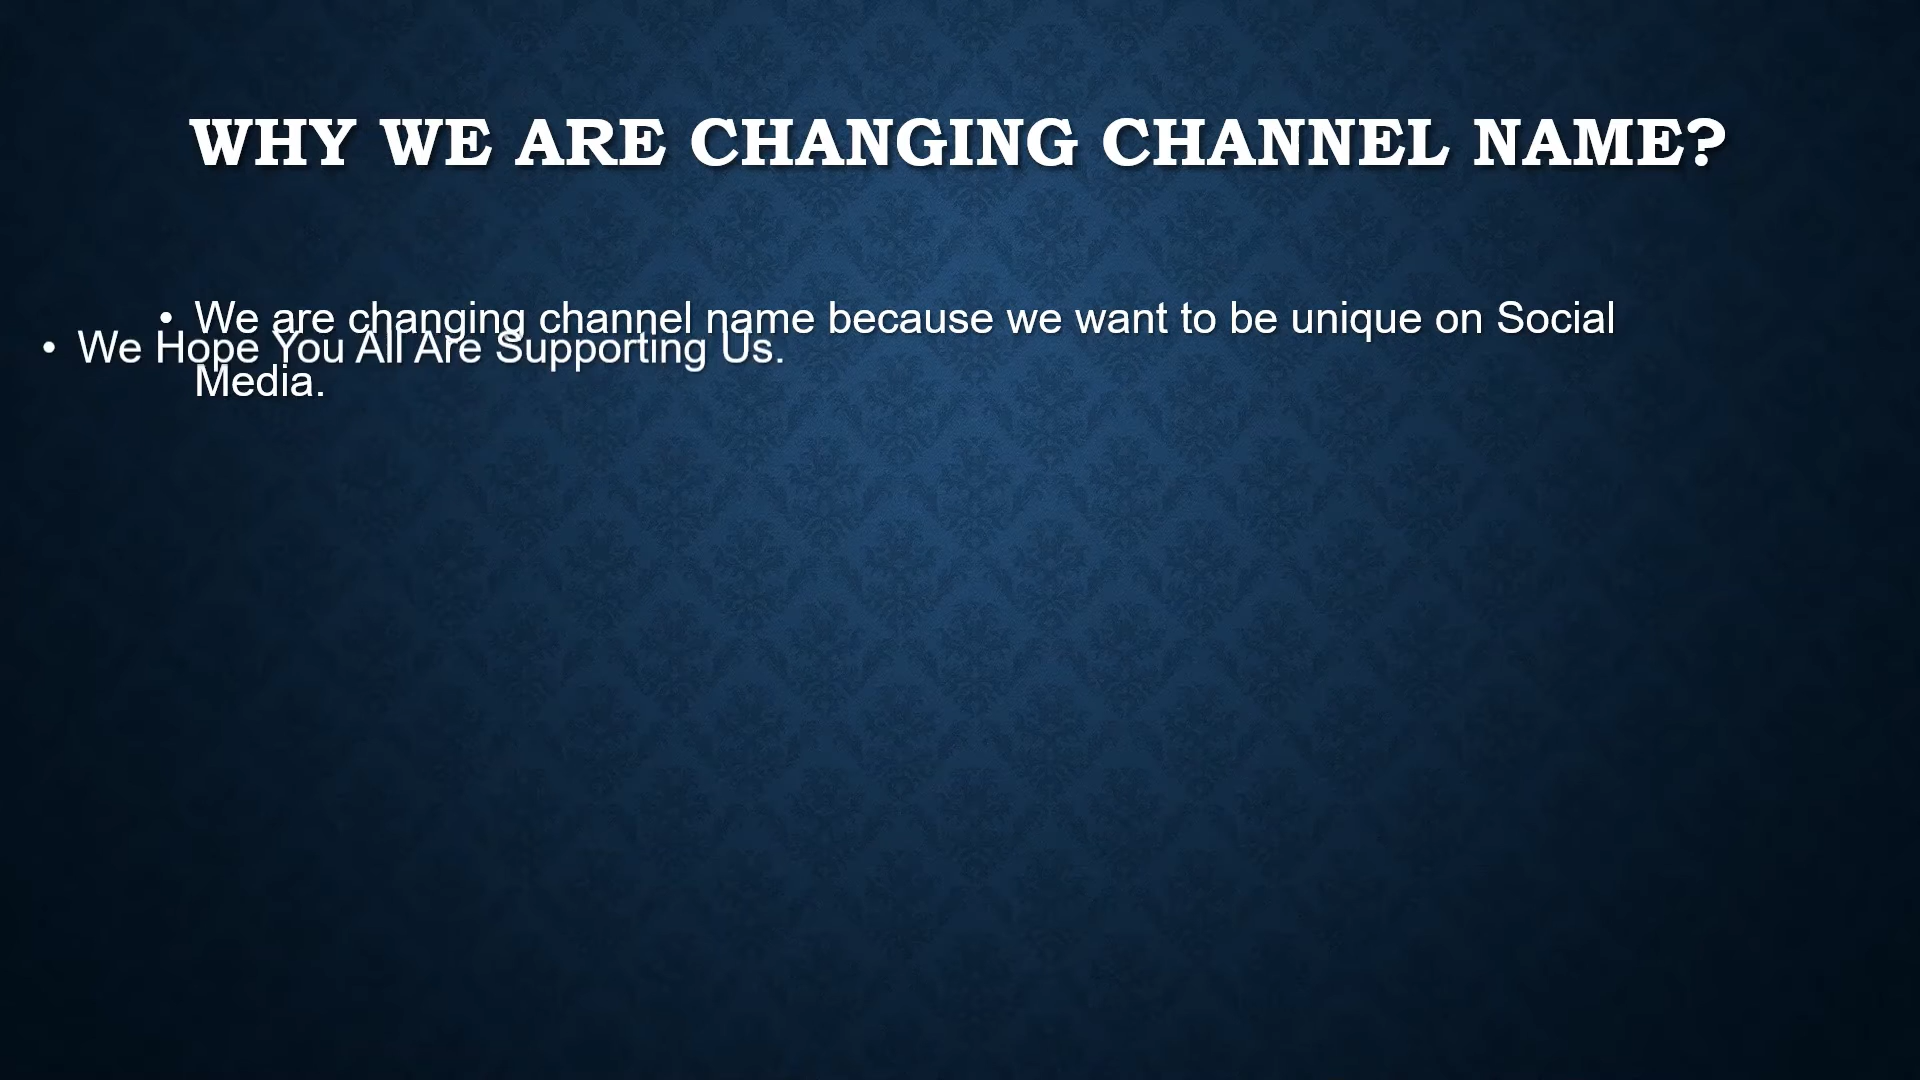 WHY WE ARE CHANGING CHANNEL NAME?
• We are changing channel name because we want to be unique on Social
Media.
• We Hope You All Are Supporting Us.